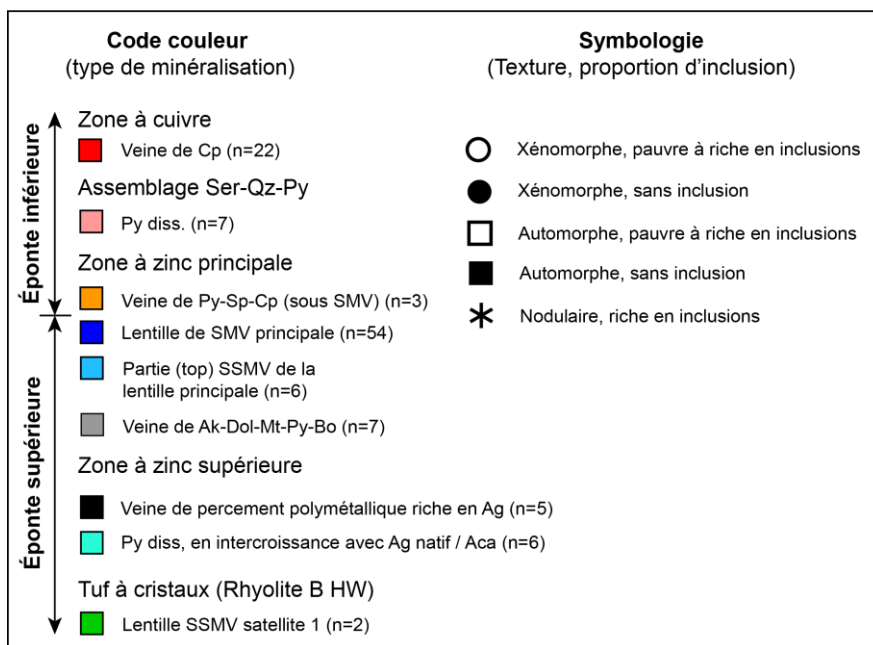 Code couleur
(type de minéralisation)
Zone à cuivre
Veine de Cp (n=22)
Assemblage Ser-Qz-Py
Py diss. (n=7)
Zone à zinc principale
Veine de Py-Sp-Cp (sous SMV) (n=3)
Lentille de SMV principale (n=54)
Partie (top) SSMV de la
lentille principale (n=6)
Veine de Ak-Dol-Mt-Py-Bo (n=7)
Zone à zinc supérieure
Veine de percement polymétallique riche en Ag (n=5)
Py diss, en intercroissance avec Ag natif / Aca (n=6)
Tuf à cristaux (Rhyolite B HW)
Lentille SSMV satellite 1 (n=2)
Éponte inférieure
Éponte supérieure
Symbologie
(Texture, proportion d'inclusion)
Xénomorphe, pauvre à riche en inclusions
Xénomorphe, sans inclusion
Automorphe, pauvre à riche en inclusions
Automorphe, sans inclusion
Nodulaire, riche en inclusions